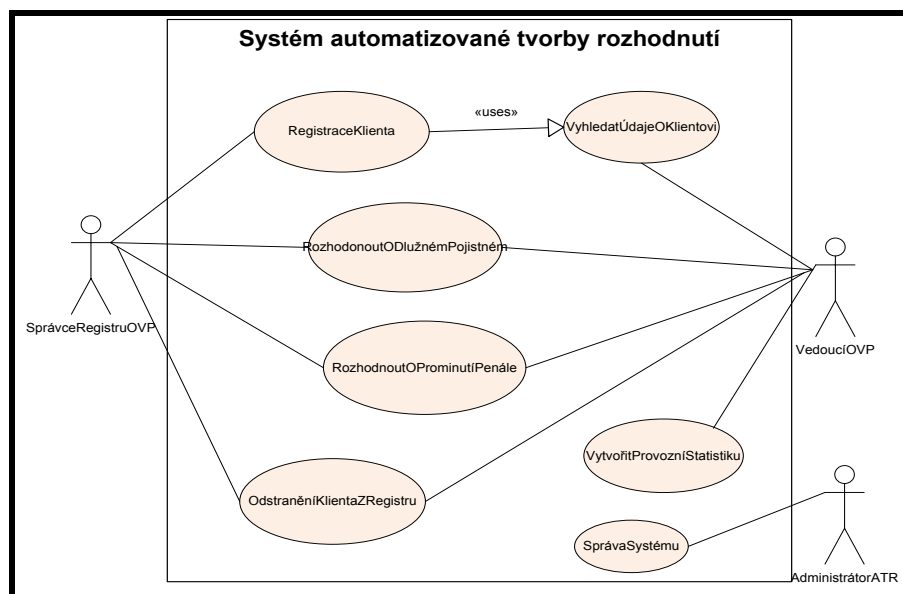 Systém automatizované tvorby rozhodnutí
«uses»
RegistraceKlienta
VyhledatÚdajeOKlientovi
RozhodonoutODlužnémPojistném
SprávceRegistruOVP
VedoucíOVP
RozhodnoutOProminutíPenále
VytvořitProvozníStatistiku
OdstraněníKlientaZRegistru
SprávaSystému
AdministrátorATR